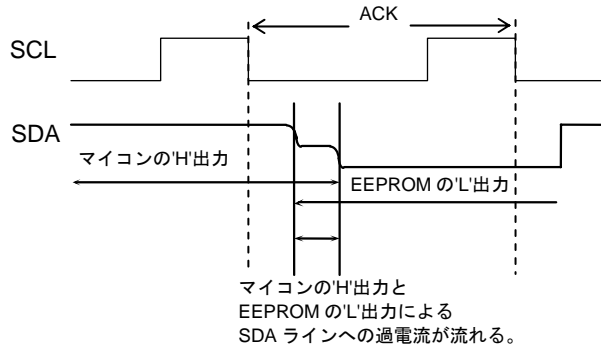 ACK
SCL
SDA
マイコンの'H'出力
EEPROM の'L'出力
マイコンの'H'出力と
EEPROM の'L'出力による
SDA ラインへの過電流が流れる。